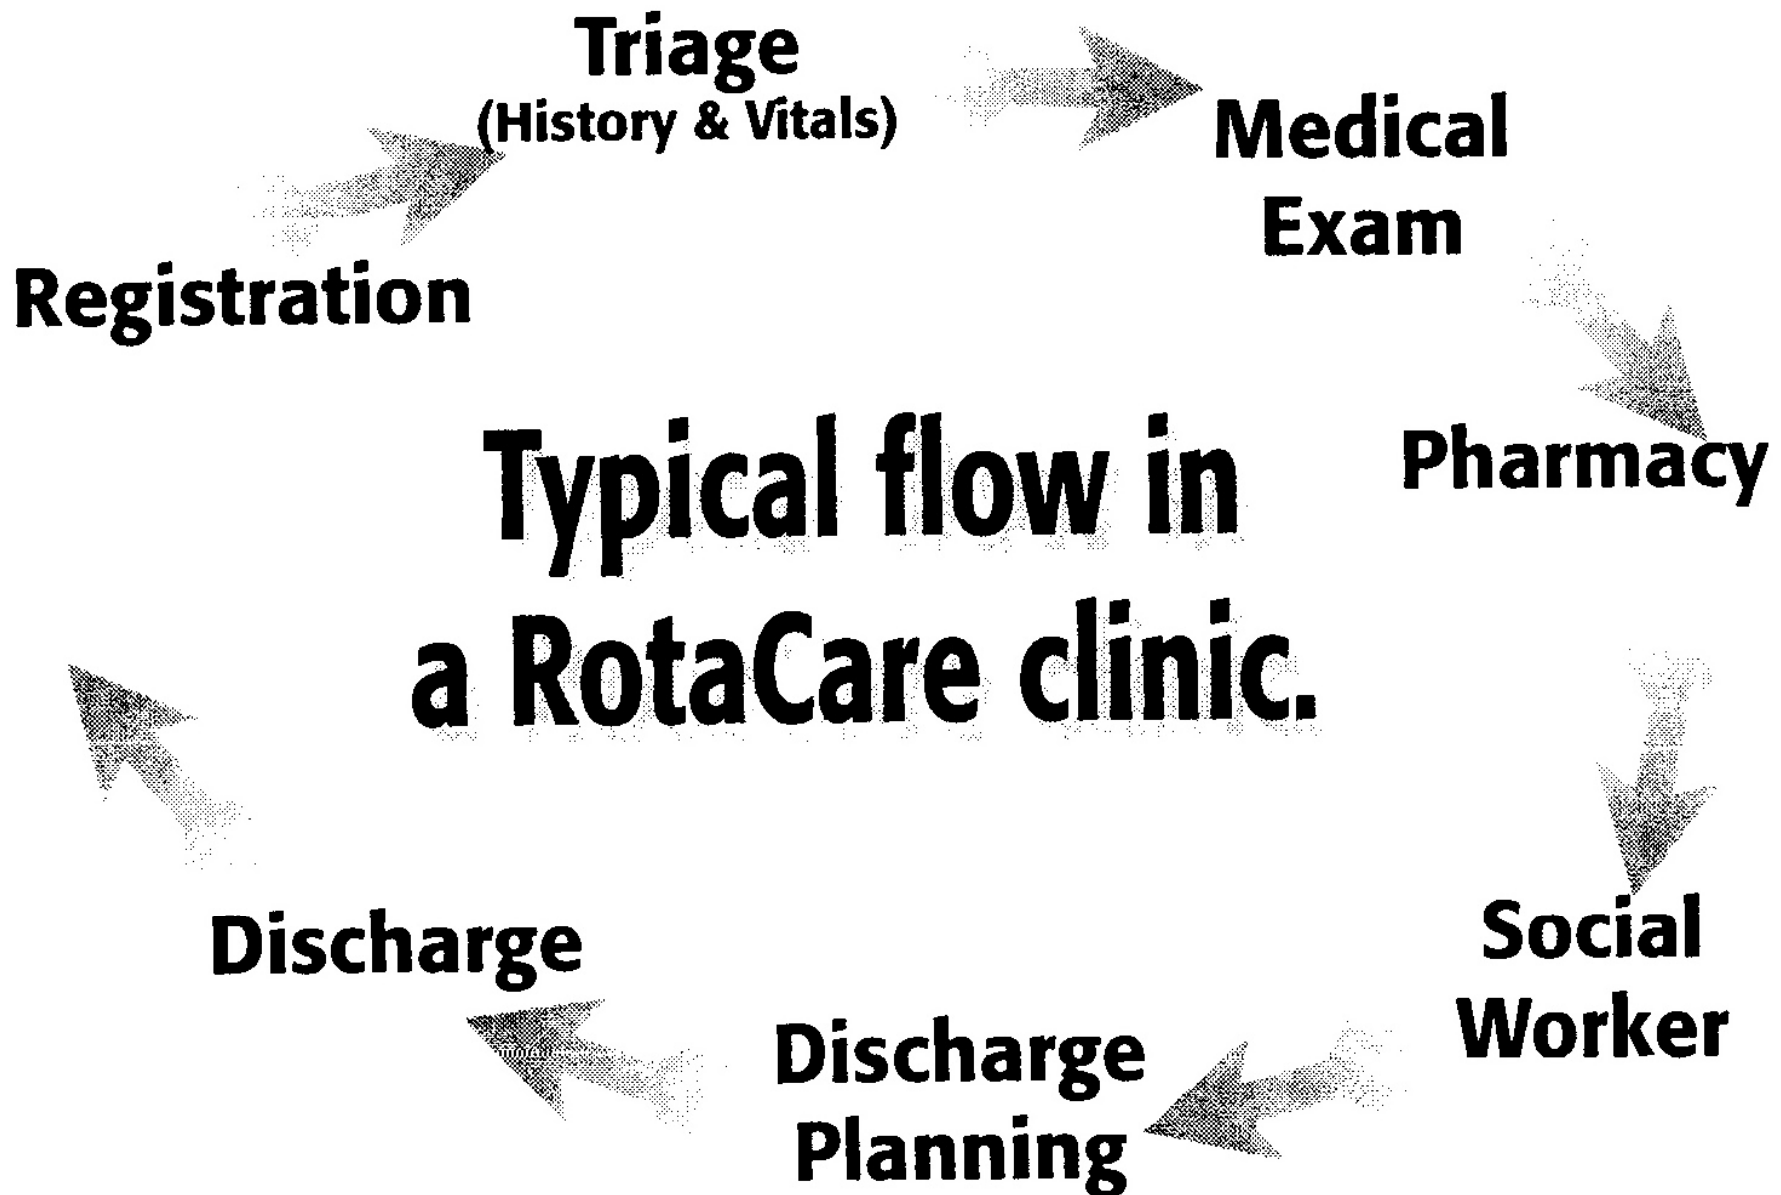 Triage
(History & Vitals)
Medical
Exam
Registration
Pharmacy
Typical flow in
a RotaCare clinic.
Social
Worker
Discharge
Discharge
Planning